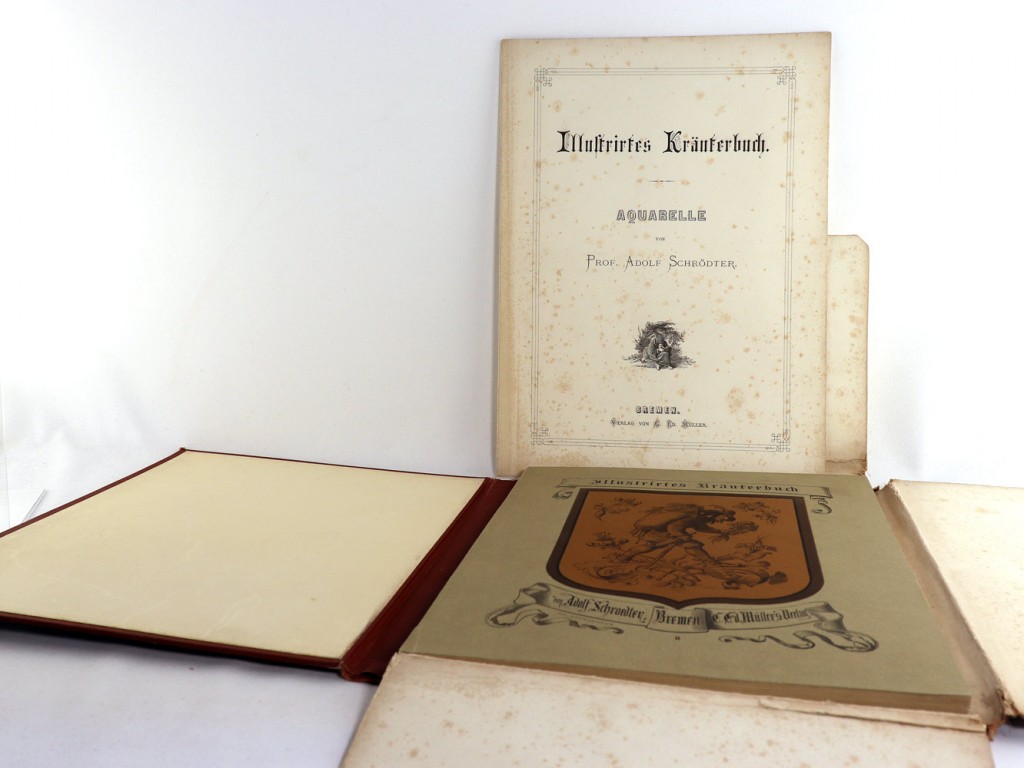 Illustrirtes Kräuterbuch.
AQUARELLE
VON
PROF. ADOLF SCHRÖDTER.
BREMEN.
VERLAG VON C. ED. MÜLLER.
Illustrirtes Kräuterbuch
von Adolf Schroedter, Bremen C. Ed. Müller's Verlag